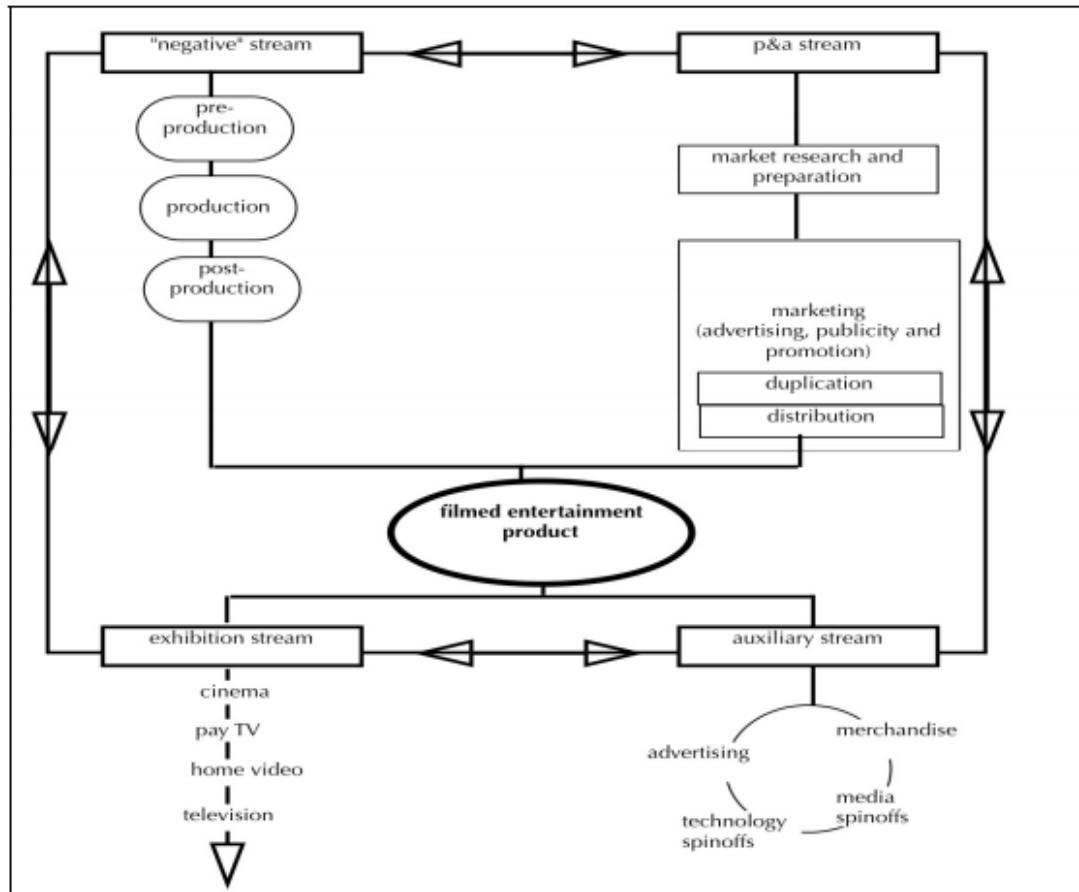 "negative" stream
p&a stream
pre-
production
production
post-
production
market research and
preparation
marketing
(advertising, publicity and
promotion)
duplication
distribution
filmed entertainment
product
exhibition stream
auxiliary stream
cinema
pay TV
home video
television
advertising
merchandise
technology
spinoffs
media
spinoffs